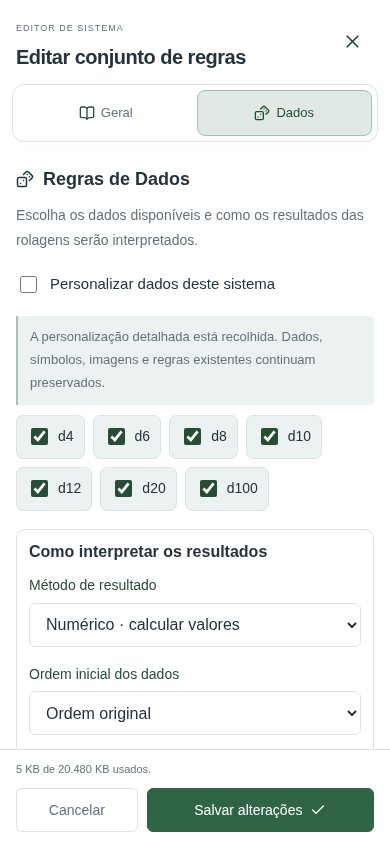 EDITOR DE SISTEMA
Editar conjunto de regras
Geral
Dados
Regras de Dados
Escolha os dados disponíveis e como os resultados das
rolagens serão interpretados.
Personalizar dados deste sistema
A personalização detalhada está recolhida. Dados,
símbolos, imagens e regras existentes continuam
preservados.
d4
d6
d8
d10
d12
d20
d100
Como interpretar os resultados
Método de resultado
Numérico · calcular valores
Ordem inicial dos dados
Ordem original
5 KB de 20.480 KB usados.
Cancelar
Salvar alterações